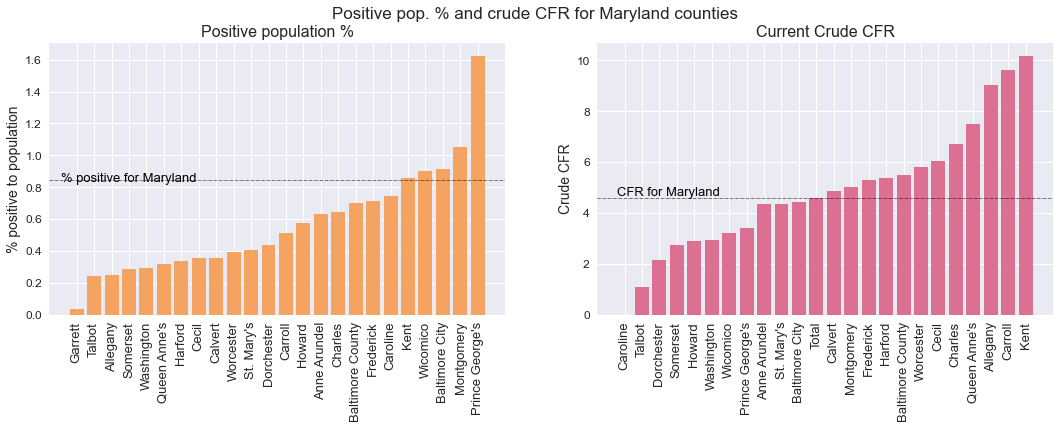 Positive pop. % and crude CFR for Maryland counties
Positive population %
% positive to population
1.6
1.4
1.2
1.0
0.8
0.6
0.4
0.2
0.0
% positive for Maryland
Garrett
Talbot
Allegany
Somerset
Washington
Queen Anne's
Harford
Cecil
Calvert
Worcester
St. Mary's
Dorchester
Carroll
Howard
Anne Arundel
Charles
Baltimore County
Frederick
Caroline
Kent
Wicomico
Baltimore City
Montgomery
Prince George's
Current Crude CFR
Crude CFR
10
8
6
4
2
0
CFR for Maryland
Caroline
Talbot
Dorchester
Somerset
Howard
Washington
Wicomico
Prince George's
Anne Arundel
St. Mary's
Baltimore City
Total
Calvert
Montgomery
Frederick
Harford
Baltimore County
Worcester
Cecil
Charles
Queen Anne's
Allegany
Carroll
Kent